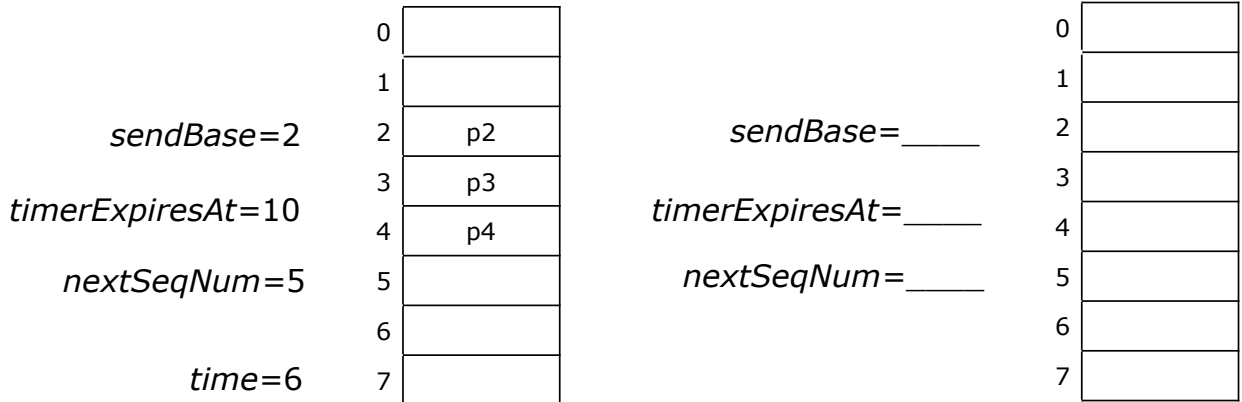 0
1
sendBase=2
2 p2
3 p3
timerExpiresAt=10
4 p4
nextSeqNum=5
5
6
time=6
7
0
1
sendBase=____
2
3
timerExpiresAt=____
4
nextSeqNum=____
5
6
7